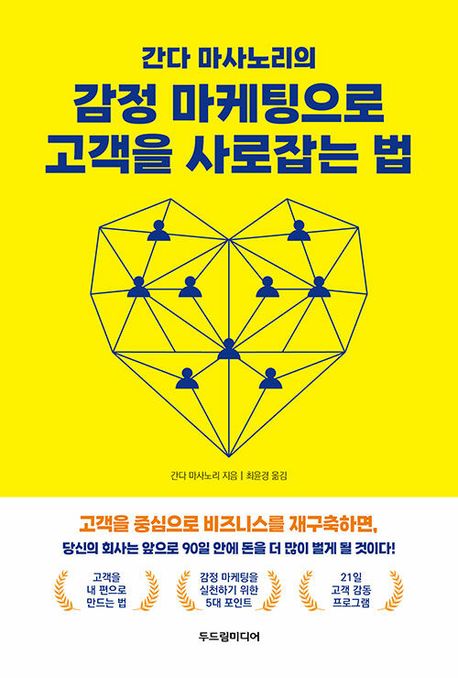 간다 마사노리의
감정 마케팅으로
고객을 사로잡는 법
간다 마사노리 지음 | 최윤경 옮김
고객을 중심으로 비즈니스를 재구축하면,
당신의 회사는 앞으로 90일 안에 돈을 더 많이 벌게 될 것이다!
고객을
내 편으로
만드는 법
감정 마케팅을
실천하기 위한
5대 포인트
21일
고객 감동
프로그램
두드림미디어